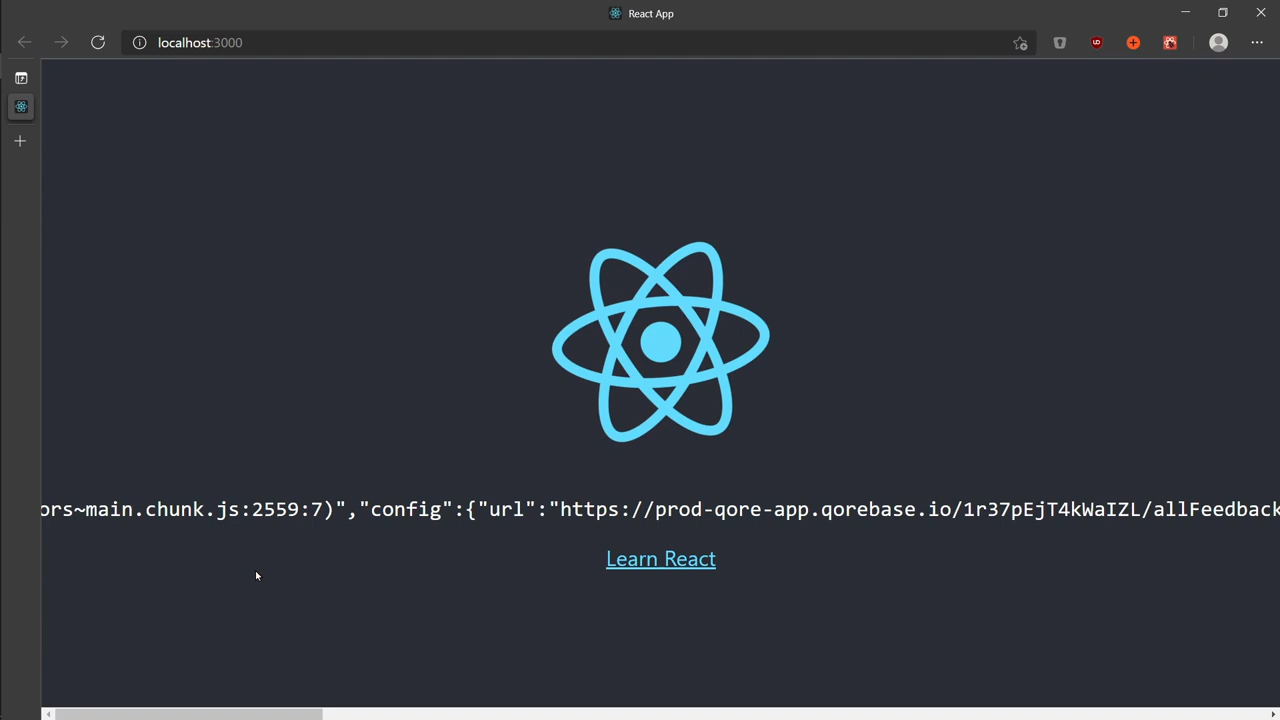 React App
localhost:3000
ors~main.chunk.js:2559:7)","config":{"url":"https://prod-qore-app.qorebase.io/1r37pEjT4kWaIZL/allFeedback
Learn React